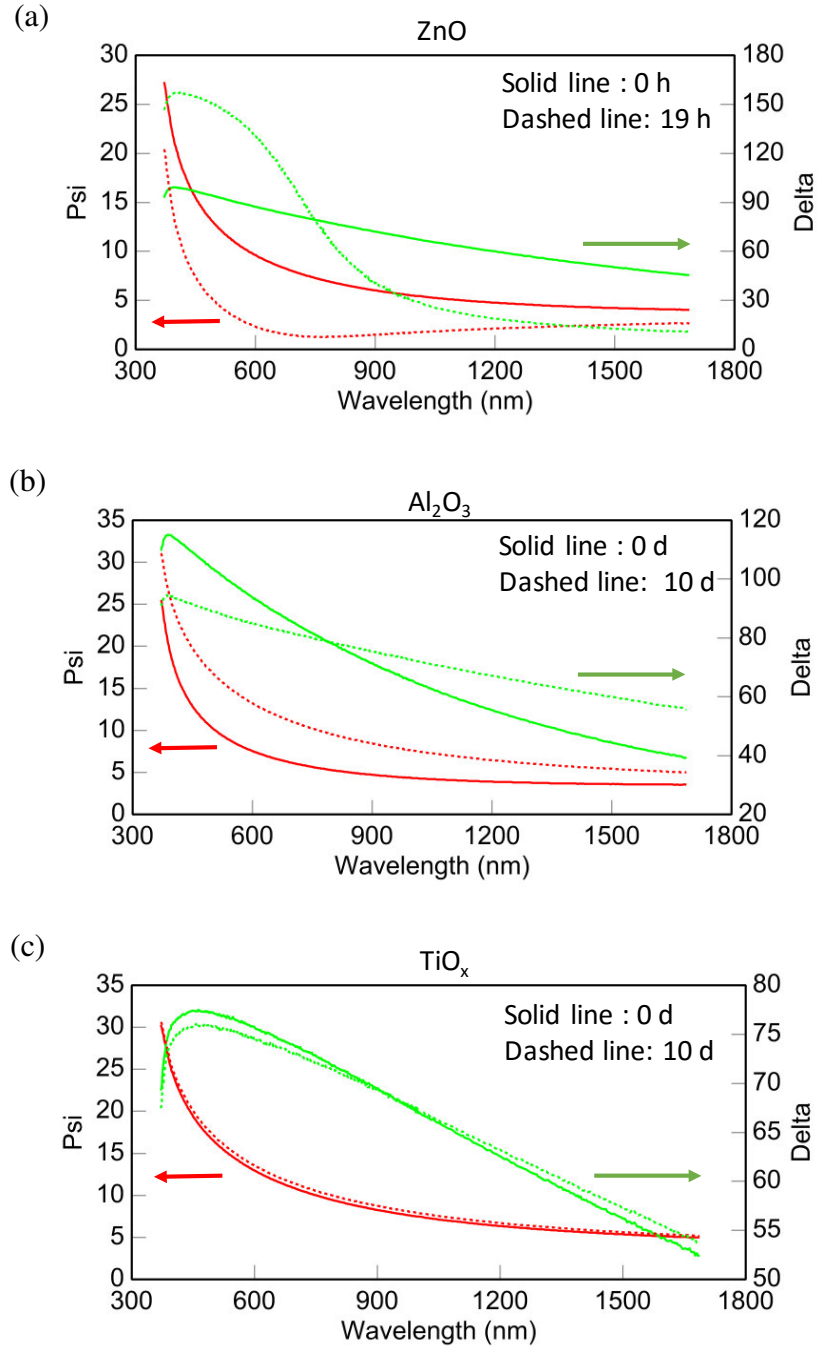 (a)
ZnO
30
25
20
15
10
5
0
Psi
180
150
120
90
60
30
0
Delta
Solid line : 0 h
Dashed line: 19 h
300 600 900 1200 1500 1800
Wavelength (nm)
(b)
Al₂O₃
35
30
25
20
15
10
5
0
Psi
120
100
80
60
40
20
Delta
Solid line : 0 d
Dashed line: 10 d
300 600 900 1200 1500 1800
Wavelength (nm)
(c)
TiOₓ
35
30
25
20
15
10
5
0
Psi
80
75
70
65
60
55
50
Delta
Solid line : 0 d
Dashed line: 10 d
300 600 900 1200 1500 1800
Wavelength (nm)